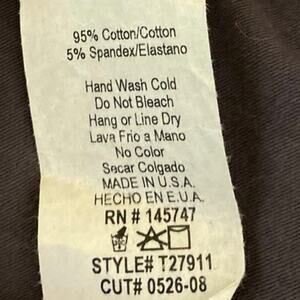 95% Cotton/Cotton
5% Spandex/Elastano
Hand Wash Cold
Do Not Bleach
Hang or Line Dry
Lava Frio a Mano
No Color
Secar Colgado
MADE IN U.S.A.
HECHO EN E.U.A.
RN # 145747
STYLE# T27911
CUT# 0526-08